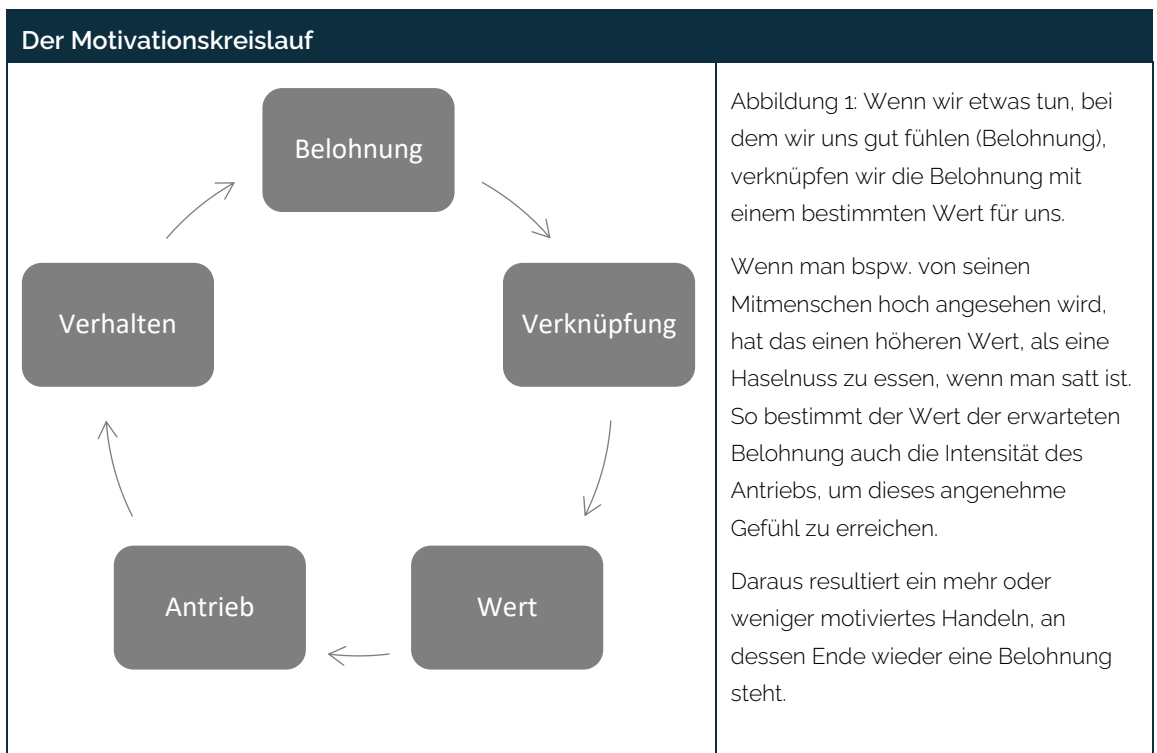 Der Motivationskreislauf
Belohnung
Verknüpfung
Wert
Antrieb
Verhalten
Abbildung 1: Wenn wir etwas tun, bei
dem wir uns gut fühlen (Belohnung),
verknüpfen wir die Belohnung mit
einem bestimmten Wert für uns.
Wenn man bspw. von seinen
Mitmenschen hoch angesehen wird,
hat das einen höheren Wert, als eine
Haselnuss zu essen, wenn man satt ist.
So bestimmt der Wert der erwarteten
Belohnung auch die Intensität des
Antriebs, um dieses angenehme
Gefühl zu erreichen.
Daraus resultiert ein mehr oder
weniger motiviertes Handeln, an
dessen Ende wieder eine Belohnung
steht.